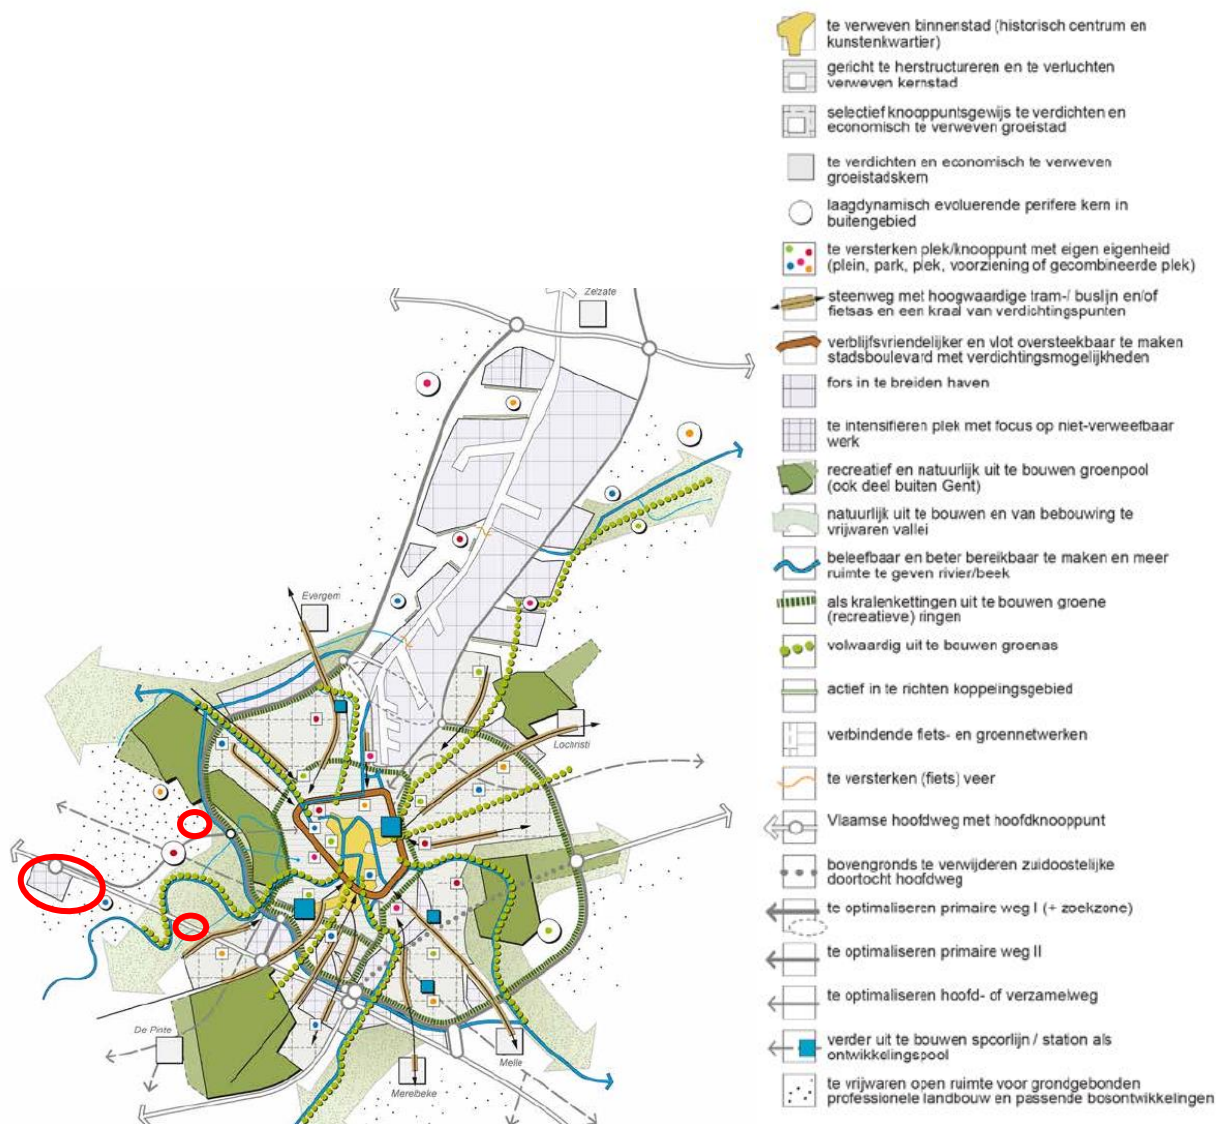 te verweven binnenstad (historisch centrum en
kunstenkwartier)
gericht te herstructureren en te verluchten
verweven kernstad
selectief knooppuntsgewijs te verdichten en
economisch te verweven groeistad
te verdichten en economisch te verweven
groeistadskern
laagdynamisch evoluerende perifere kern in
buitengebied
te versterken plek/knooppunt met eigen eigenheid
(plein, park, plek, voorziening of gecombineerde plek)
steenweg met hoogwaardige tram-/ buslijn en/of
fietsas en een kraal van verdichtingspunten
verblijfsvriendelijker en vlot oversteekbaar te maken
stadsboulevard met verdichtingsmogelijkheden
fors in te breiden haven
te intensifiëren plek met focus op niet-verweefbaar
werk
recreatief en natuurlijk uit te bouwen groenpool
(ook deel buiten Gent)
natuurlijk uit te bouwen en van bebouwing te
vrijwaren vallei
beleefbaar en beter bereikbaar te maken en meer
ruimte te geven rivier/beek
als kralenkettingen uit te bouwen groene
(recreatieve) ringen
volwaardig uit te bouwen groenas
actief in te richten koppelingsgebied
verbindende fiets- en groennetwerken
te versterken (fiets) veer
Vlaamse hoofdweg met hoofdknooppunt
bovengronds te verwijderen zuidoostelijke
doortocht hoofdweg
te optimaliseren primaire weg I (+ zoekzone)
te optimaliseren primaire weg II
te optimaliseren hoofd- of verzamelweg
verder uit te bouwen spoorlijn / station als
ontwikkelingspool
te vrijwaren open ruimte voor grondgebonden
professionele landbouw en passende bosontwikkelingen
Zelzate
Evergem
Lochristi
De Pinte
Melle
Merelbeke